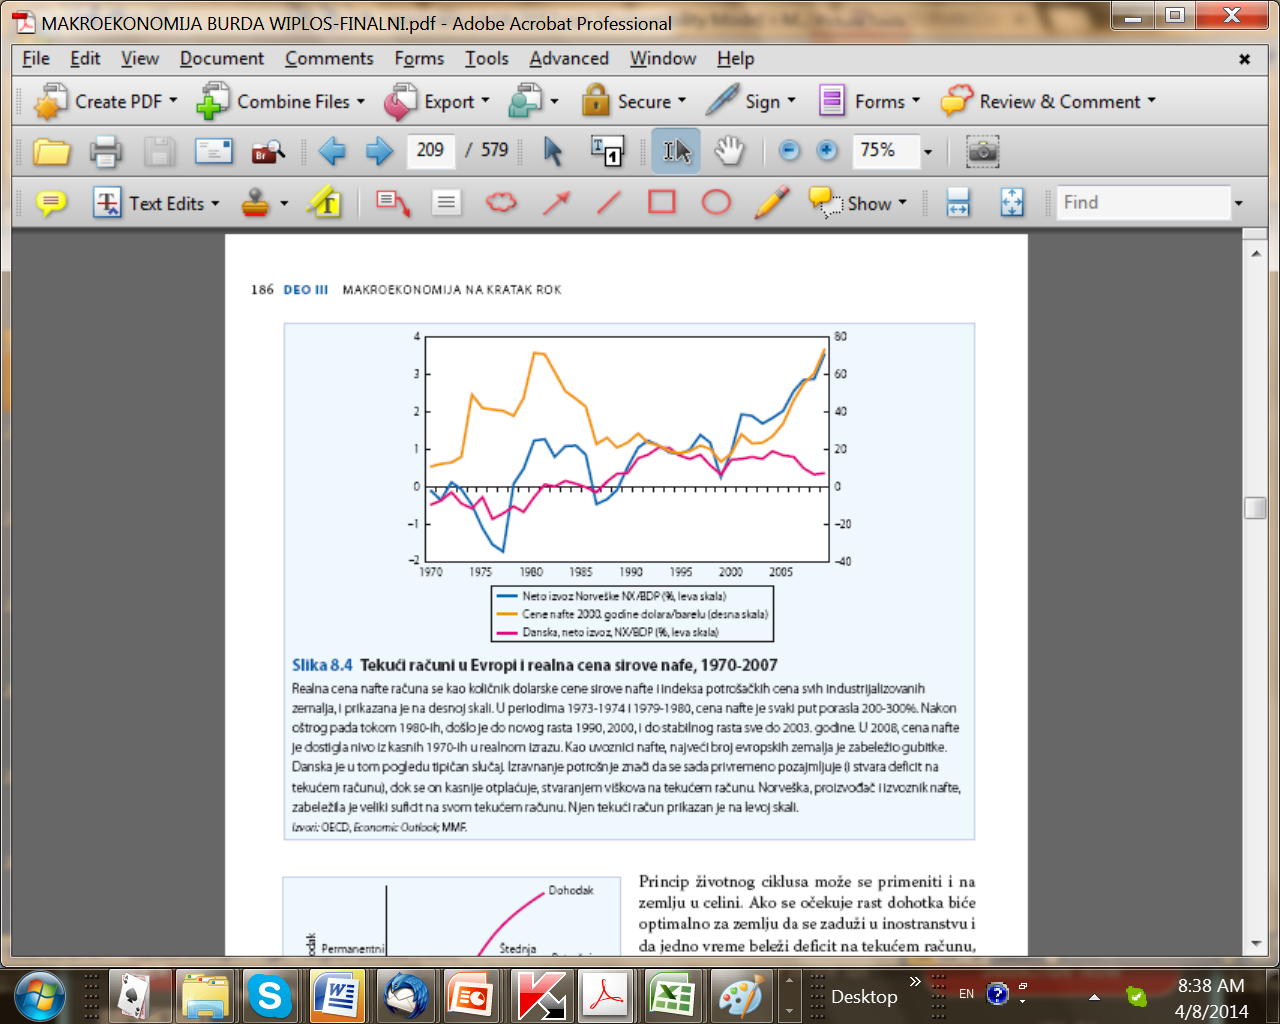 MAKROEKONOMIJA BURDA WIPLOS-FINALNI.pdf - Adobe Acrobat Professional
File Edit View Document Comments Forms Tools Advanced Window Help
Create PDF Combine Files Export Secure Sign Forms Review & Comment
209 / 579 75%
Text Edits Show Find
186 DEO III MAKROEKONOMIJA NA KRATAK ROK
4 80
3 60
2 40
1 20
0 0
-1 -20
-2 -40
1970 1975 1980 1985 1990 1995 2000 2005
Neto izvoz Norveške NX/BDP (%, leva skala)
Cene nafte 2000. godine dolara/barelu (desna skala)
Danska, neto izvoz, NX/BDP (%, leva skala)
Slika 8.4 Tekući računi u Evropi i realna cena sirove nafe, 1970-2007
Realna cena nafte računa se kao količnik dolarske cene sirove nafte i indeksa potrošačkih cena svih industrijalizovanih
zemalja, i prikazana je na desnoj skali. U periodima 1973-1974 i 1979-1980, cena nafte je svaki put porasla 200-300%. Nakon
oštrog pada tokom 1980-ih, došlo je do novog rasta 1990, 2000, i do stabilnog rasta sve do 2003. godine. U 2008, cena nafte
je dostigla nivo iz kasnih 1970-ih u realnom izrazu. Kao uvoznici nafte, najveći broj evropskih zemalja je zabeležio gubitke.
Danska je u tom pogledu tipičan slučaj. Izravnanje potrošnje znači da se sada privremeno pozajmljuje (i stvara deficit na
tekućem računu), dok se on kasnije otplaćuje, stvaranjem viškova na tekućem računu. Norveška, proizvođač i izvoznik nafte,
zabeležila je veliki suficit na svom tekućem računu. Njen tekući račun prikazan je na levoj skali.
Izvori: OECD, Economic Outlook; MMF.
Dohodak
Permanentni
Štednja
Princip životnog ciklusa može se primeniti i na
zemlju u celini. Ako se očekuje rast dohotka biće
optimalno za zemlju da se zaduži u inostranstvu i
da jedno vreme beleži deficit na tekućem računu,
Desktop
EN
8:38 AM
4/8/2014